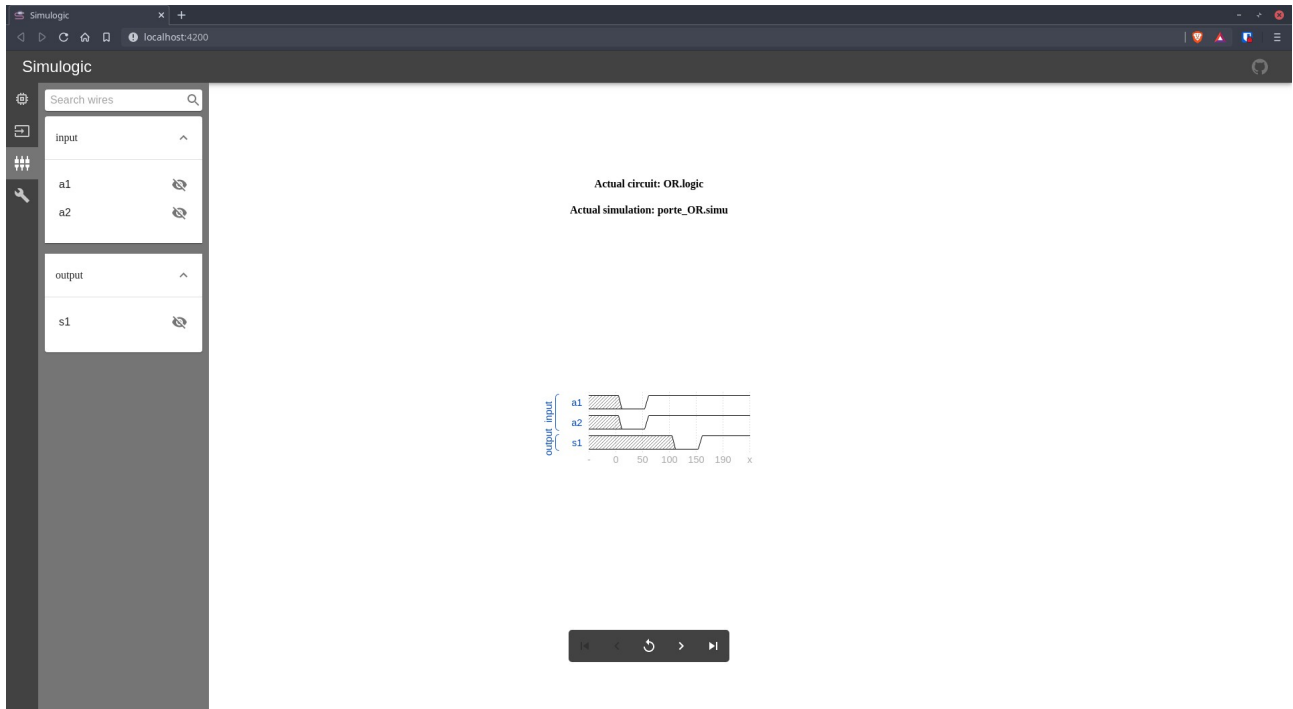 Simulogic
localhost:4200
Simulogic
Search wires
input
a1
a2
output
s1
Actual circuit: OR.logic
Actual simulation: porte_OR.simu
input
a1
a2
output
s1
- 0 50 100 150 190 x